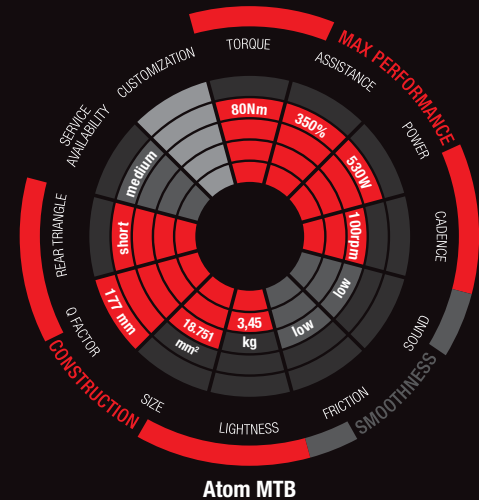 TORQUE
80Nm
MAX PERFORMANCE
ASSISTANCE
350%
POWER
530W
CADENCE
100rpm
SOUND
low
SMOOTHNESS
FRICTION
low
LIGHTNESS
3,45
kg
SIZE
18.751
mm²
CONSTRUCTION
Q FACTOR
177 mm
REAR TRIANGLE
short
SERVICE
AVAILABILITY
medium
CUSTOMIZATION
Atom MTB